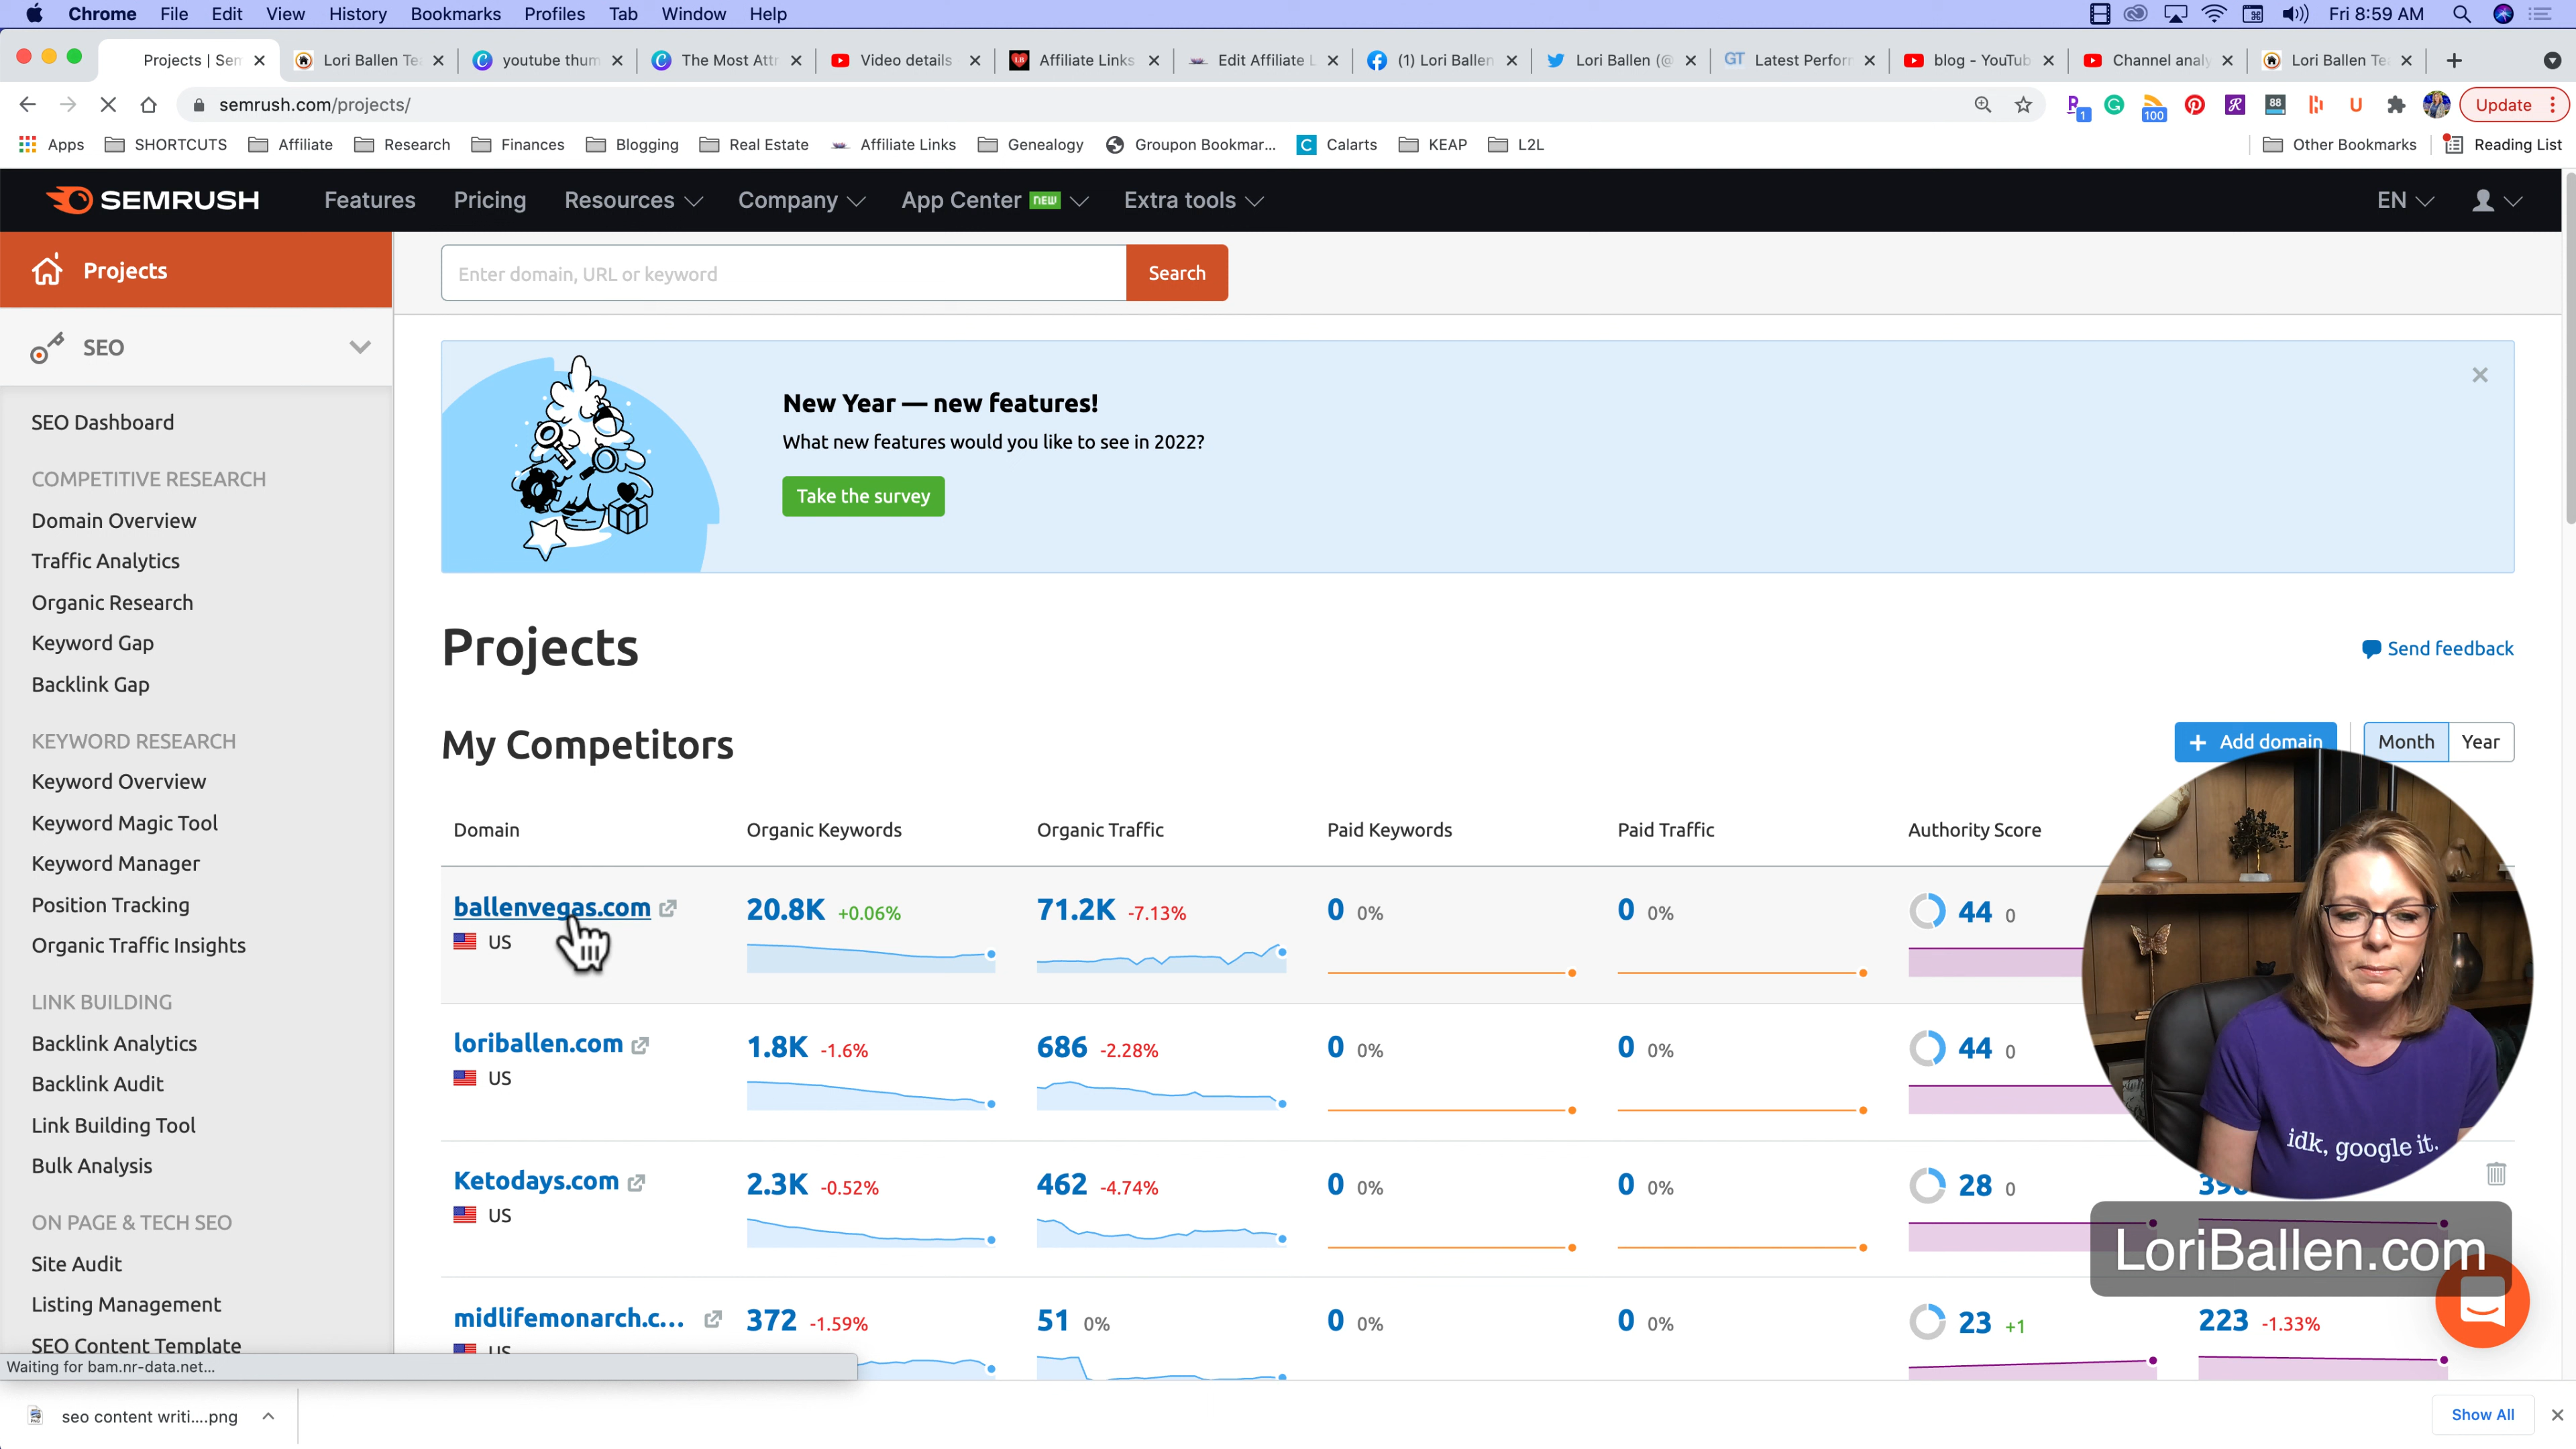 Chrome File Edit View History Bookmarks Profiles Tab Window Help Fri 8:59 AM
Projects | Sem Lori Ballen Te youtube thum The Most Attr Video details Affiliate Links Edit Affiliate L (1) Lori Ballen Lori Ballen (@ GT Latest Perfor blog - YouTub Channel analy Lori Ballen Te
semrush.com/projects/ 1 100 88 Update
Apps SHORTCUTS Affiliate Research Finances Blogging Real Estate Affiliate Links Genealogy Groupon Bookmar... Calarts KEAP L2L Other Bookmarks Reading List
SEMRUSH Features Pricing Resources Company App Center NEW Extra tools EN
Projects
Enter domain, URL or keyword Search
SEO
New Year — new features!
What new features would you like to see in 2022?
Take the survey
SEO Dashboard
COMPETITIVE RESEARCH
Domain Overview
Traffic Analytics
Organic Research
Keyword Gap
Backlink Gap
KEYWORD RESEARCH
Keyword Overview
Keyword Magic Tool
Keyword Manager
Position Tracking
Organic Traffic Insights
LINK BUILDING
Backlink Analytics
Backlink Audit
Link Building Tool
Bulk Analysis
ON PAGE & TECH SEO
Site Audit
Listing Management
SEO Content Template
Projects Send feedback
My Competitors Add domain Month Year
Domain Organic Keywords Organic Traffic Paid Keywords Paid Traffic Authority Score
ballenvegas.com 20.8K +0.06% 71.2K -7.13% 0 0% 0 0% 44 0
US
loriballen.com 1.8K -1.6% 686 -2.28% 0 0% 0 0% 44 0
US
Ketodays.com 2.3K -0.52% 462 -4.74% 0 0% 0 0% 28 0
US
midlifemonarch.c... 372 -1.59% 51 0% 0 0% 0 0% 23 +1 223 -1.33%
US
idk, google it.
LoriBallen.com
Waiting for bam.nr-data.net...
seo content writi....png Show All